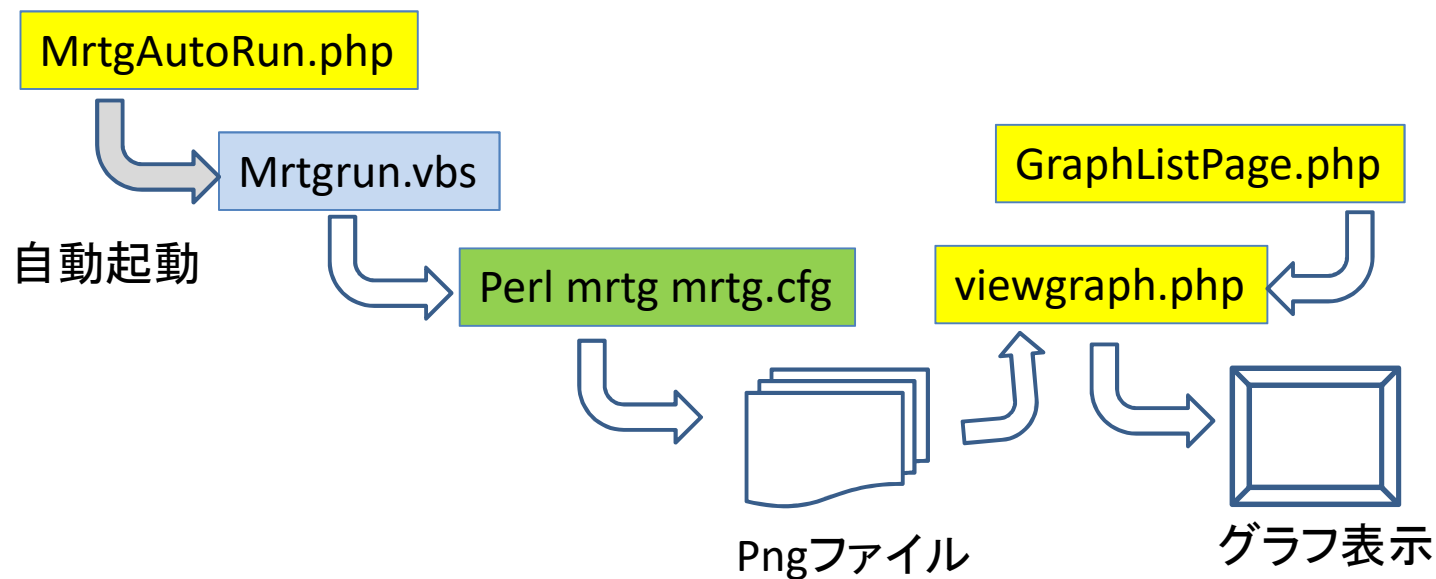 MrtgAutoRun.php
Mrtgrun.vbs
GraphListPage.php
自動起動
Perl mrtg mrtg.cfg
viewgraph.php
Pngファイル
グラフ表示